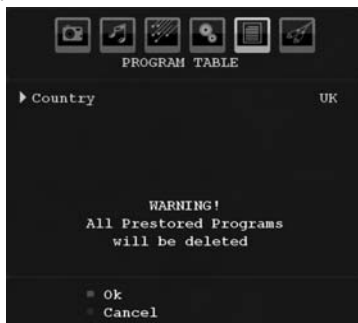 PROGRAM TABLE
Country UK
WARNING!
All Prestored Programs
will be deleted
Ok
Cancel